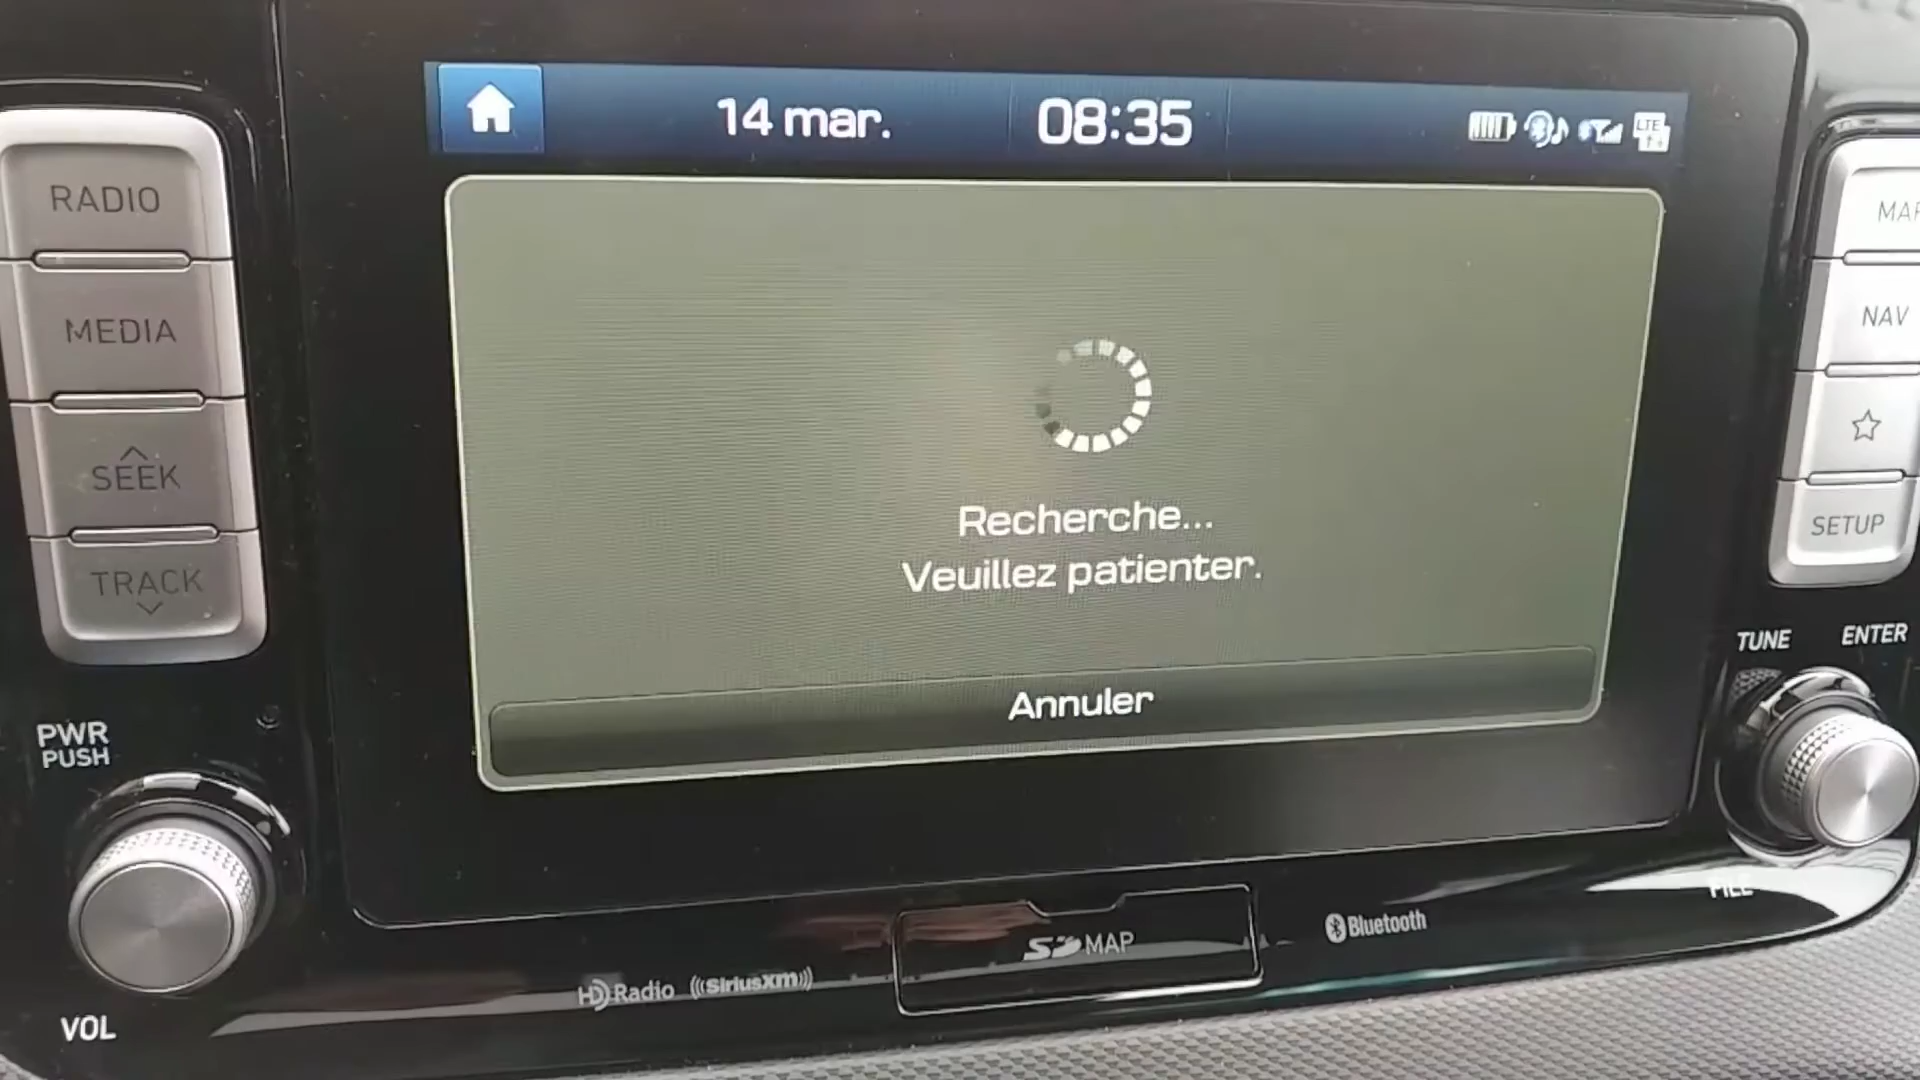 14 mar. 08:35
LTE
RADIO
MEDIA
SEEK
TRACK
PWR
PUSH
VOL
Recherche...
Veuillez patienter.
Annuler
NAV
SETUP
TUNE ENTER
FILE
HD Radio ((SiriusXM)) SD MAP Bluetooth